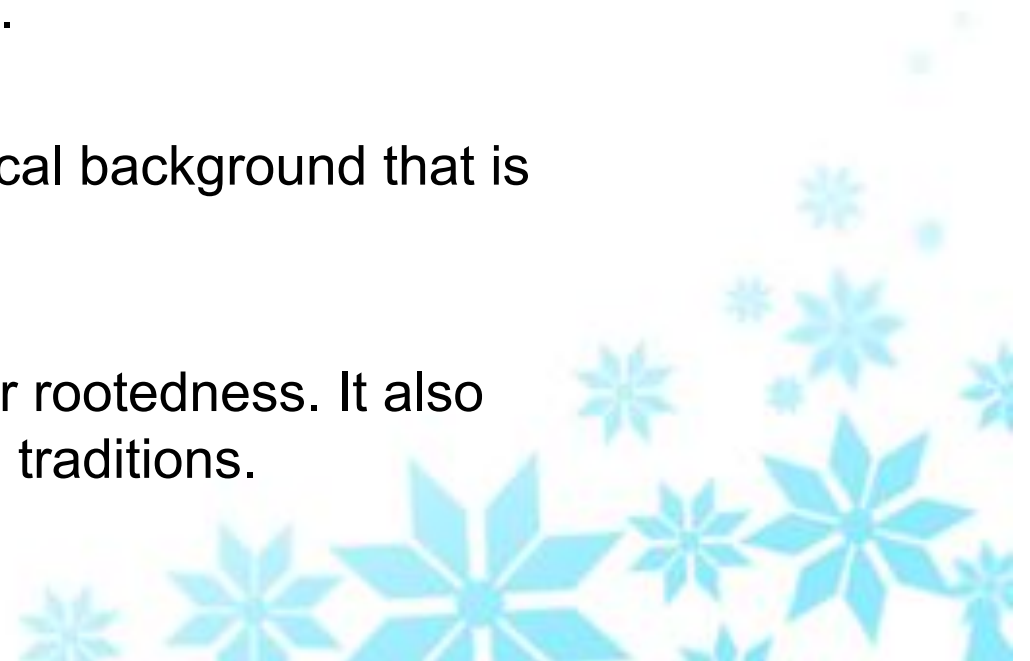 .
cal background that is
r rootedness. It also
traditions.